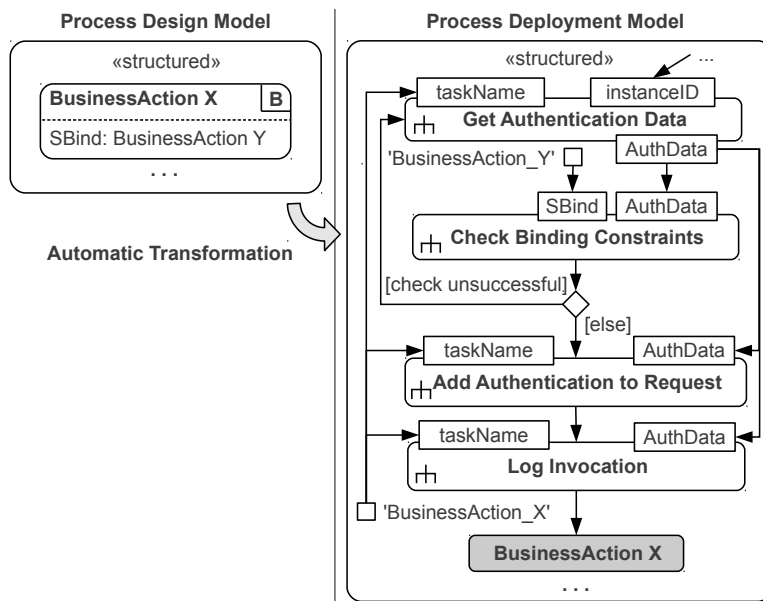 Process Design Model
«structured»
BusinessAction X
B
SBind: BusinessAction Y
. . .
Automatic Transformation
Process Deployment Model
«structured»
...
taskName
instanceID
Get Authentication Data
'BusinessAction_Y'
AuthData
SBind
AuthData
Check Binding Constraints
[check unsuccessful]
[else]
taskName
AuthData
Add Authentication to Request
taskName
AuthData
Log Invocation
'BusinessAction_X'
BusinessAction X
. . .